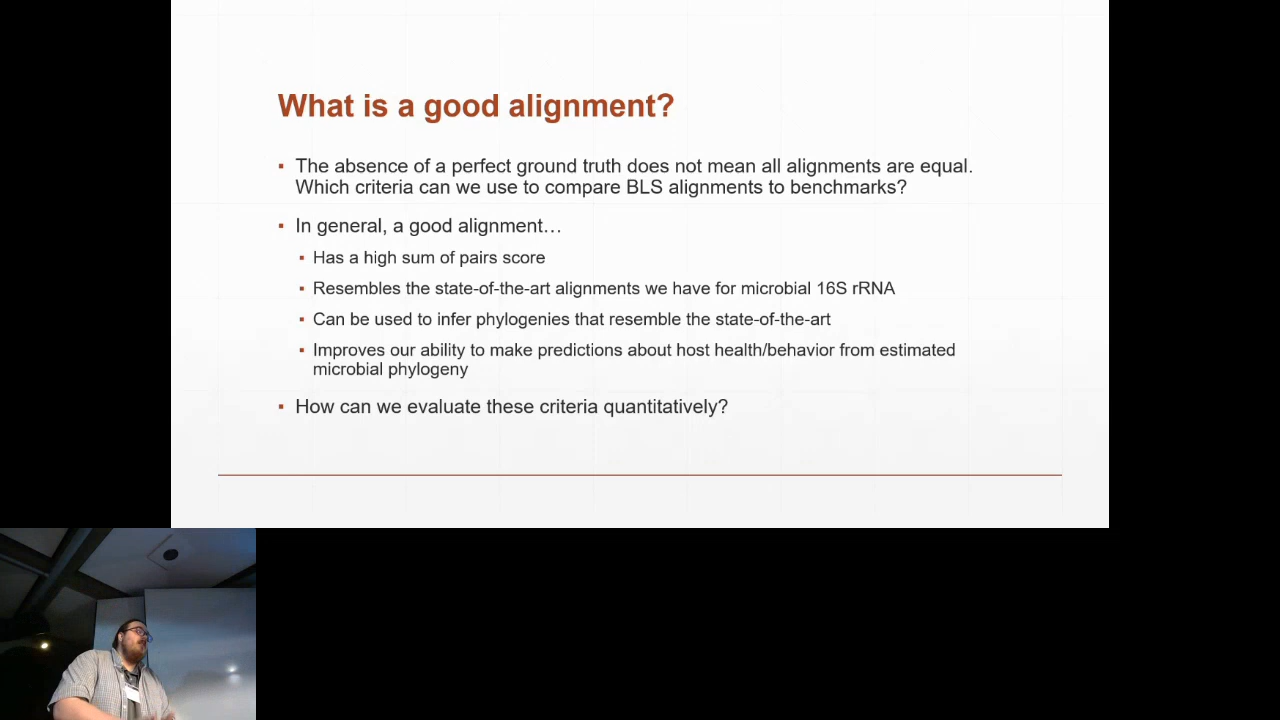 What is a good alignment?
▪ The absence of a perfect ground truth does not mean all alignments are equal.
Which criteria can we use to compare BLS alignments to benchmarks?
▪ In general, a good alignment…
▪ Has a high sum of pairs score
▪ Resembles the state-of-the-art alignments we have for microbial 16S rRNA
▪ Can be used to infer phylogenies that resemble the state-of-the-art
▪ Improves our ability to make predictions about host health/behavior from estimated
microbial phylogeny
▪ How can we evaluate these criteria quantitatively?